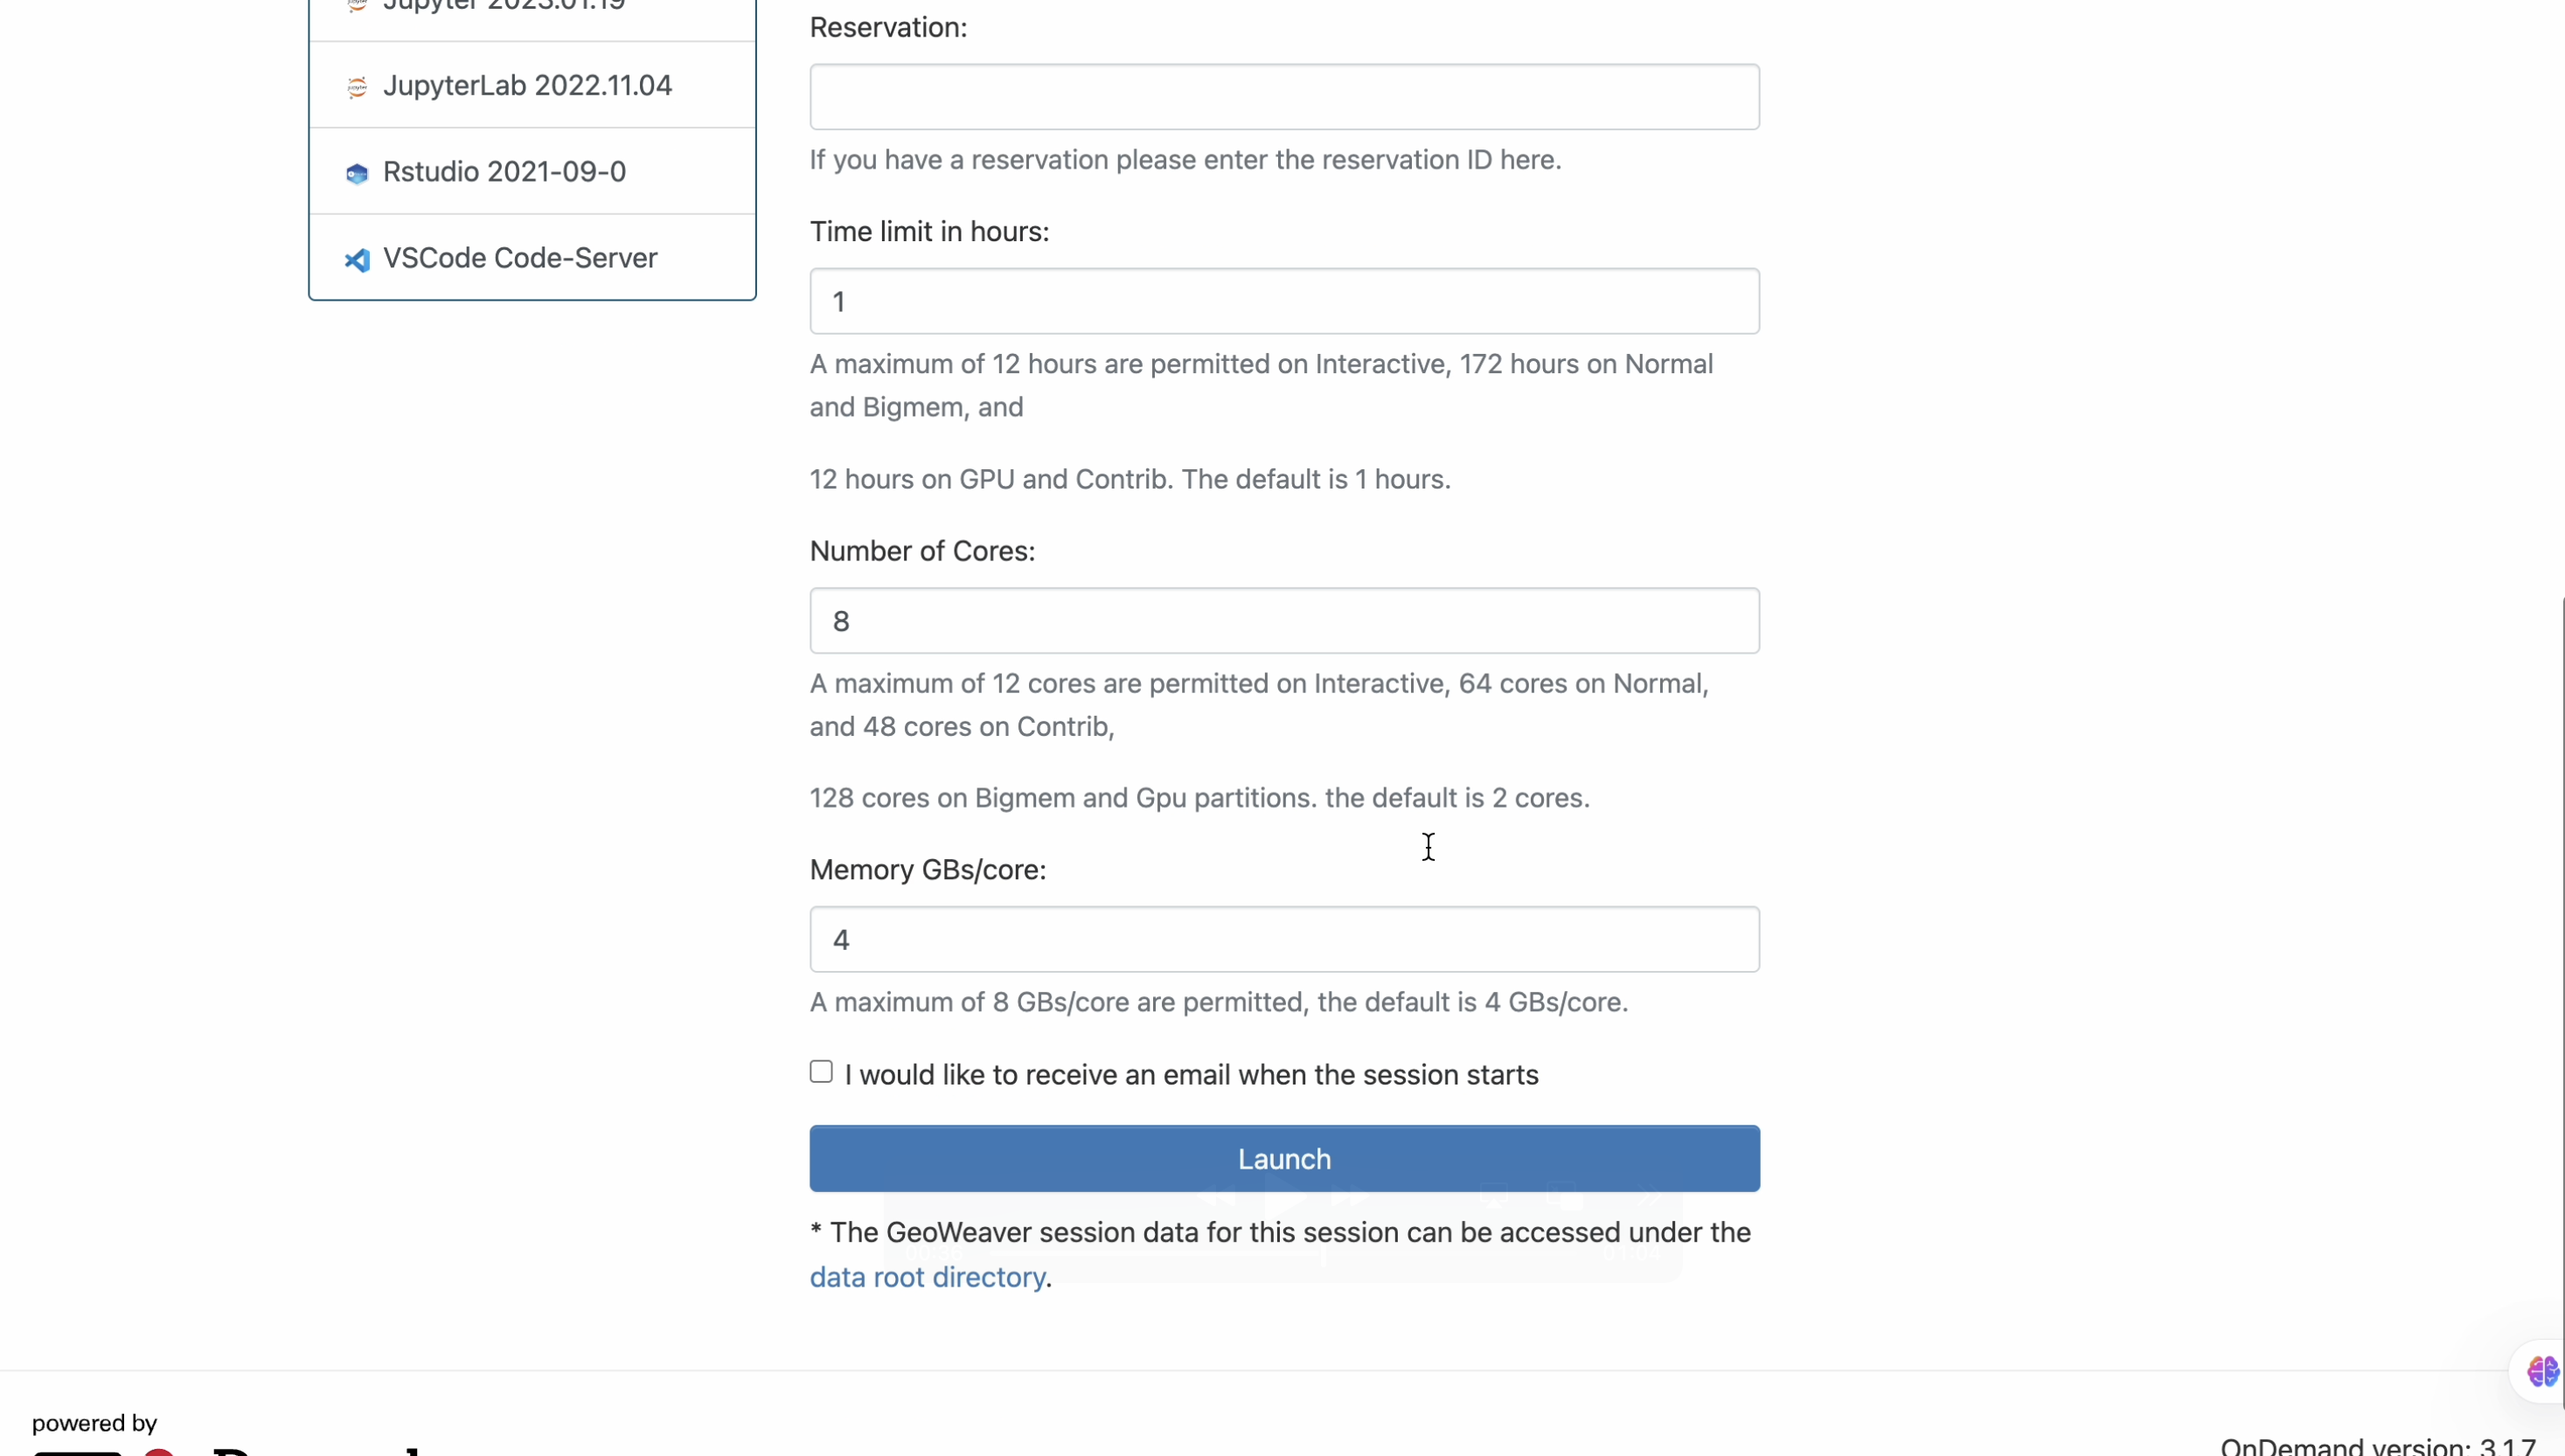 Jupyter 2023.01.19
JupyterLab 2022.11.04
Rstudio 2021-09-0
VSCode Code-Server
Reservation:
If you have a reservation please enter the reservation ID here.
Time limit in hours:
1
A maximum of 12 hours are permitted on Interactive, 172 hours on Normal
and Bigmem, and
12 hours on GPU and Contrib. The default is 1 hours.
Number of Cores:
8
A maximum of 12 cores are permitted on Interactive, 64 cores on Normal,
and 48 cores on Contrib,
128 cores on Bigmem and Gpu partitions. the default is 2 cores.
Memory GBs/core:
4
A maximum of 8 GBs/core are permitted, the default is 4 GBs/core.
I would like to receive an email when the session starts
Launch
* The GeoWeaver session data for this session can be accessed under the
data root directory.
powered by
OnDemand version: 3.1.7